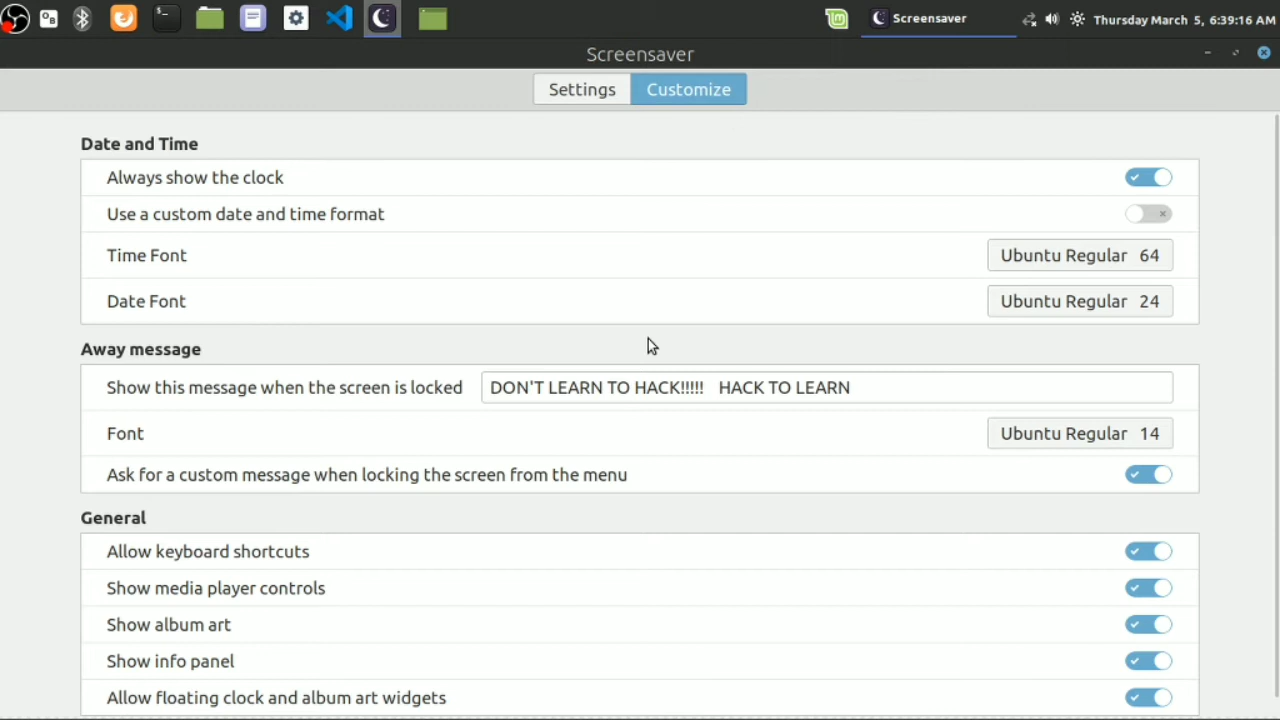 Screensaver
Thursday March 5, 6:39:16 AM
Screensaver
Settings
Customize
Date and Time
Always show the clock
Use a custom date and time format
Time Font
Ubuntu Regular 64
Date Font
Ubuntu Regular 24
Away message
Show this message when the screen is locked
DON'T LEARN TO HACK!!!!! HACK TO LEARN
Font
Ubuntu Regular 14
Ask for a custom message when locking the screen from the menu
General
Allow keyboard shortcuts
Show media player controls
Show album art
Show info panel
Allow floating clock and album art widgets